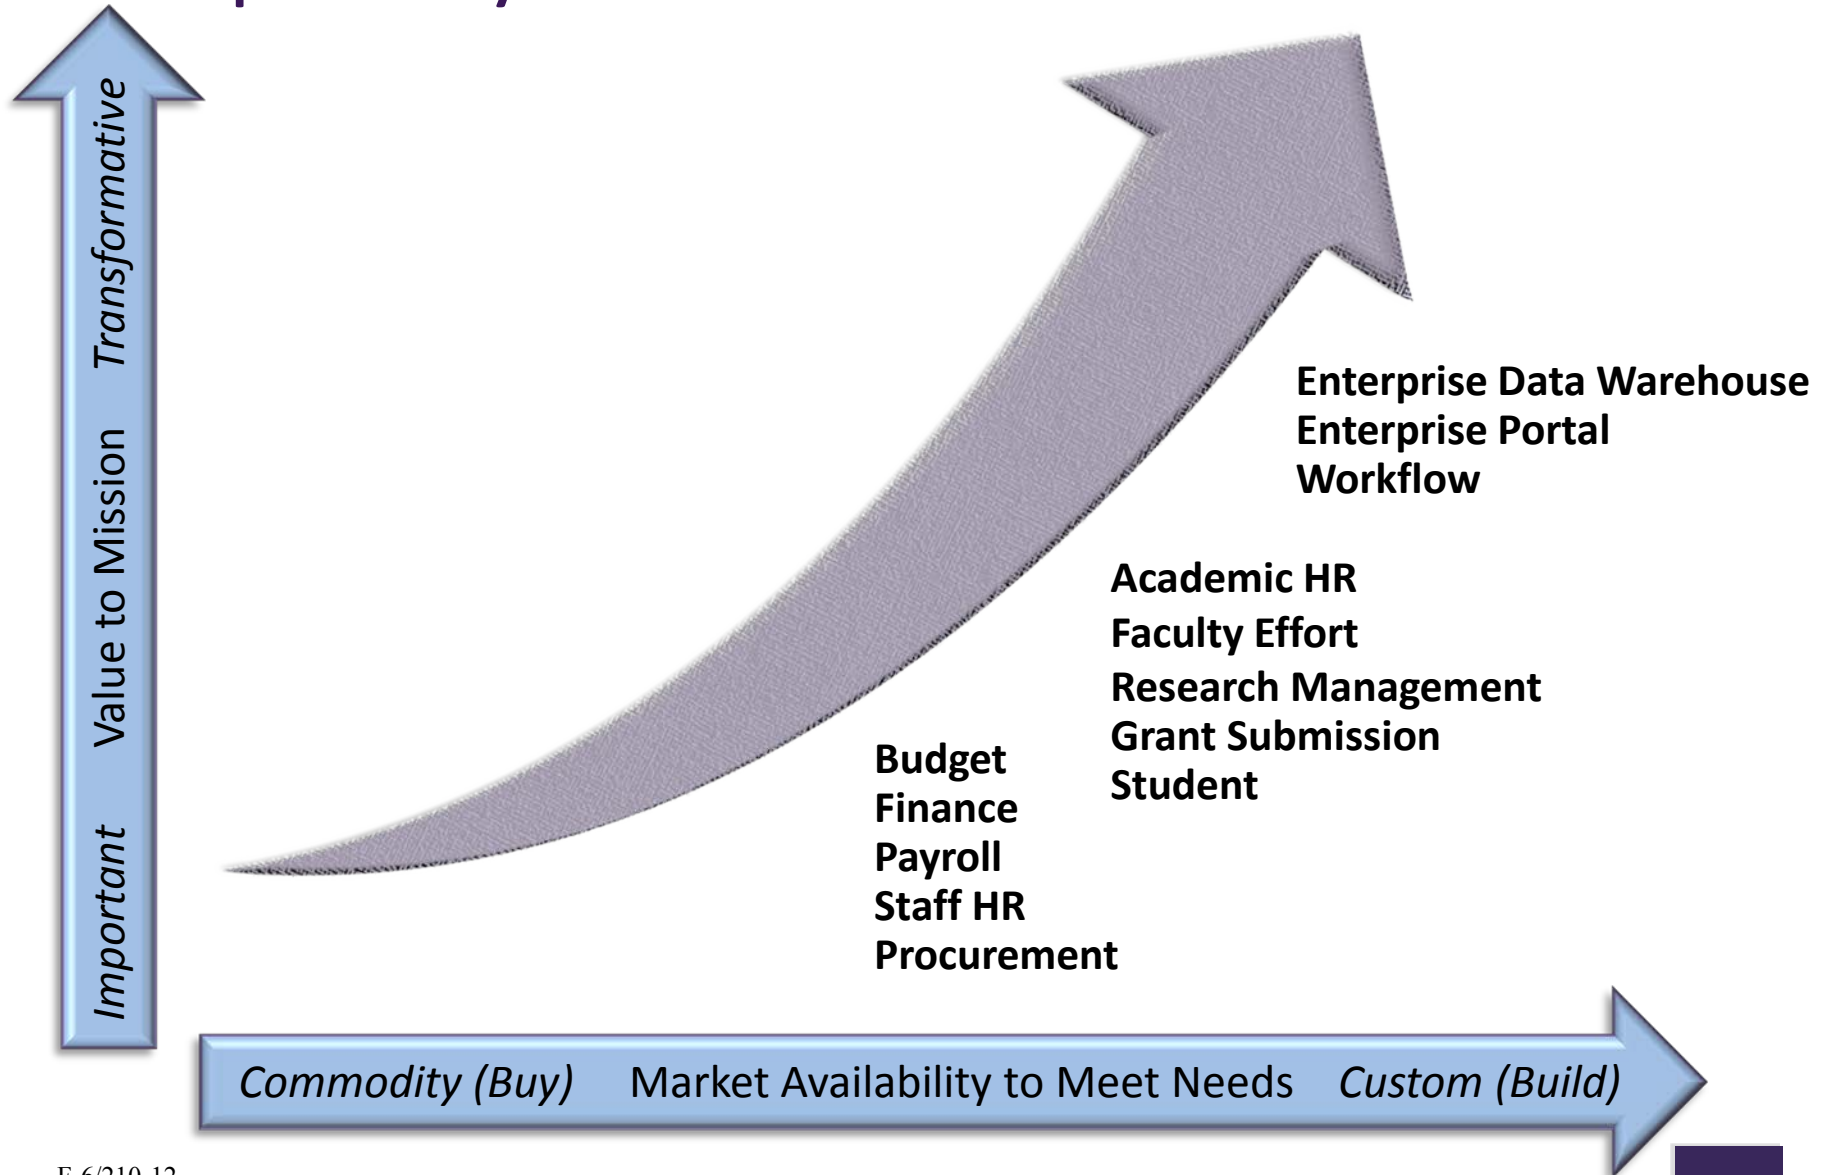 Transformative
Value to Mission
Important
Enterprise Data Warehouse
Enterprise Portal
Workflow
Academic HR
Faculty Effort
Research Management
Grant Submission
Student
Budget
Finance
Payroll
Staff HR
Procurement
Commodity (Buy) Market Availability to Meet Needs Custom (Build)